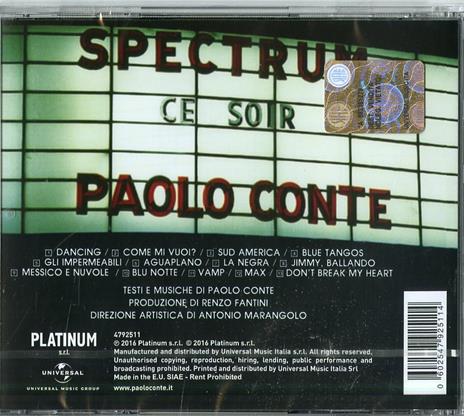 SPECTRUM
CE SOIR
PAOLO CONTE
1 DANCING / 2 COME MI VUOI? / 3 SUD AMERICA / 4 BLUE TANGOS
5 GLI IMPERMEABILI / 6 AGUAPLANO / 7 LA NEGRA / 8 JIMMY, BALLANDO
9 MESSICO E NUVOLE / 10 BLU NOTTE / 11 VAMP / 12 MAX / 13 DON'T BREAK MY HEART
TESTI E MUSICHE DI PAOLO CONTE
PRODUZIONE DI RENZO FANTINI
DIREZIONE ARTISTICA DI ANTONIO MARANGOLO
PLATINUM
s.r.l.
UNIVERSAL
UNIVERSAL MUSIC GROUP
4792511
℗ 2016 Platinum s.r.l. © 2016 Platinum s.r.l.
Manufactured and distributed by Universal Music Italia s.r.l. All rights reserved.
Unauthorised copying, reproduction, hiring, lending, public performance and
broadcasting prohibited. Printed and distributed by Universal Music Italia Srl
Made in the E.U. SIAE - Rent Prohibited
www.paoloconte.it
0 602547 925114